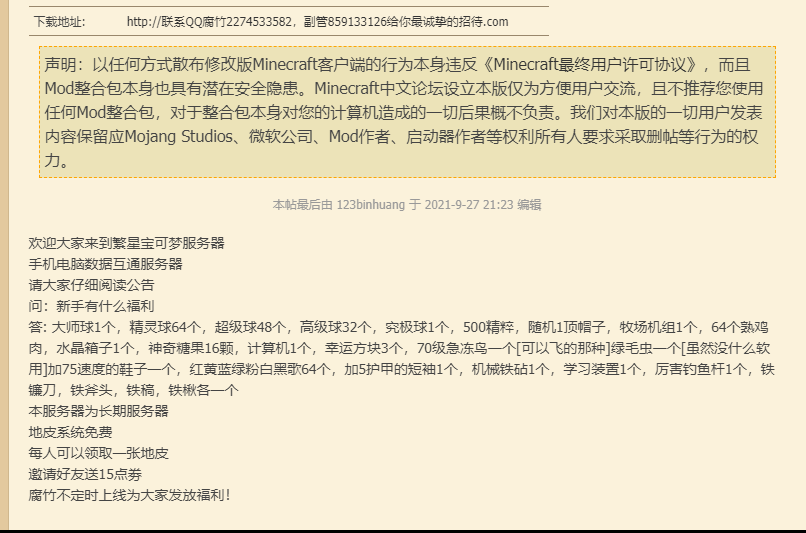 下载地址: http://联系QQ腐竹2274533582，副管859133126给你最诚挚的招待.com
声明：以任何方式散布修改版Minecraft客户端的行为本身违反《Minecraft最终用户许可协议》，而且
Mod整合包本身也具有潜在安全隐患。Minecraft中文论坛设立本版仅为方便用户交流，且不推荐您使用
任何Mod整合包，对于整合包本身对您的计算机造成的一切后果概不负责。我们对本版的一切用户发表
内容保留应Mojang Studios、微软公司、Mod作者、启动器作者等权利所有人要求采取删帖等行为的权
力。
本帖最后由 123binhuang 于 2021-9-27 21:23 编辑
欢迎大家来到繁星宝可梦服务器
手机电脑数据互通服务器
请大家仔细阅读公告
问：新手有什么福利
答: 大师球1个，精灵球64个，超级球48个，高级球32个，究极球1个，500精粹，随机1顶帽子，牧场机组1个，64个熟鸡
肉，水晶箱子1个，神奇糖果16颗，计算机1个，幸运方块3个，70级急冻鸟一个[可以飞的那种]绿毛虫一个[虽然没什么软
用]加75速度的鞋子一个，红黄蓝绿粉白黑歌64个，加5护甲的短袖1个，机械铁砧1个，学习装置1个，厉害钓鱼杆1个，铁
镰刀，铁斧头，铁稿，铁楸各一个
本服务器为长期服务器
地皮系统免费
每人可以领取一张地皮
邀请好友送15点券
腐竹不定时上线为大家发放福利！